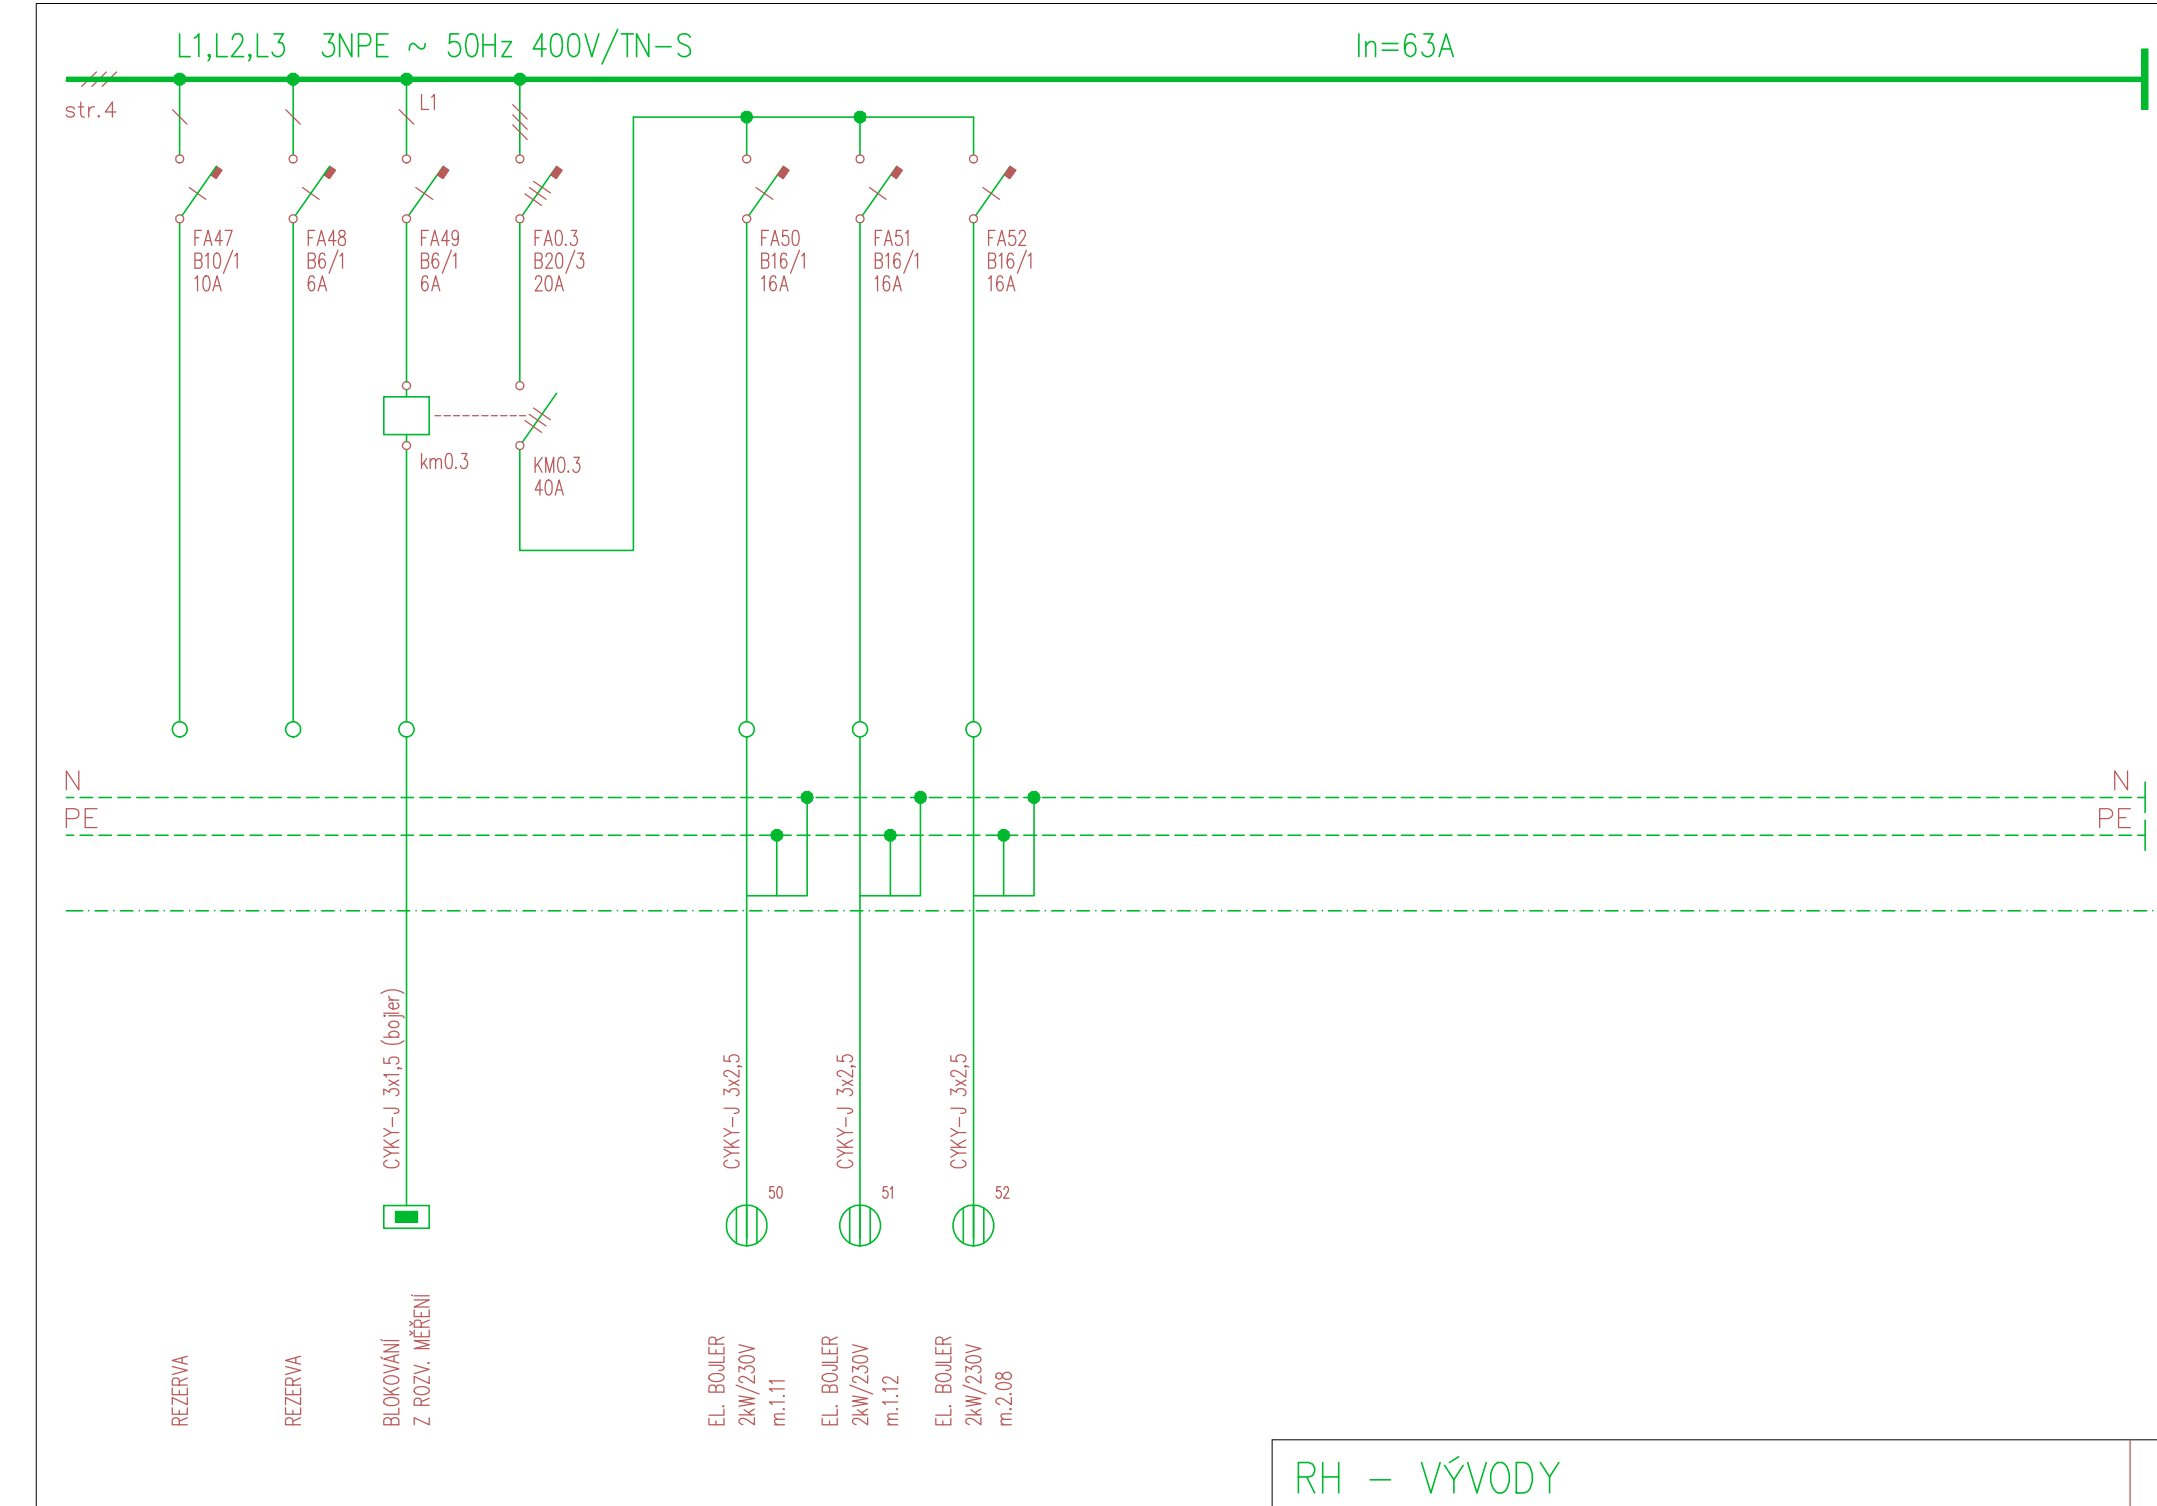 L1,L2,L3 3NPE ~ 50Hz 400V/TN-S
In=63A
str.4
L1
FA47
B10/1
10A
FA48
B6/1
6A
FA49
B6/1
6A
FA0.3
B20/3
20A
FA50
B16/1
16A
FA51
B16/1
16A
FA52
B16/1
16A
km0.3
KM0.3
40A
N
N
PE
PE
CYKY-J 3x1,5 (bojler)
CYKY-J 3x2,5
CYKY-J 3x2,5
CYKY-J 3x2,5
50
51
52
REZERVA
REZERVA
BLOKOVÁNÍ
Z ROZV. MĚŘENÍ
EL. BOJLER
2kW/230V
m.1.11
EL. BOJLER
2kW/230V
m.1.12
EL. BOJLER
2kW/230V
m.2.08
RH - VÝVODY